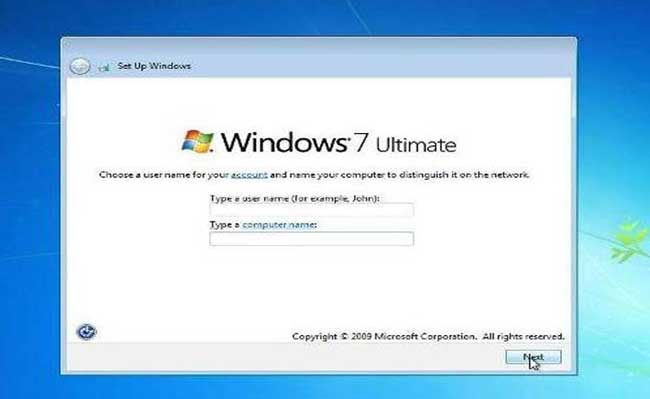 Set Up Windows
Windows 7 Ultimate
Choose a user name for your account and name your computer to distinguish it on the network.
Type a user name (for example, John):
Type a computer name:
Copyright © 2009 Microsoft Corporation. All rights reserved.
Next